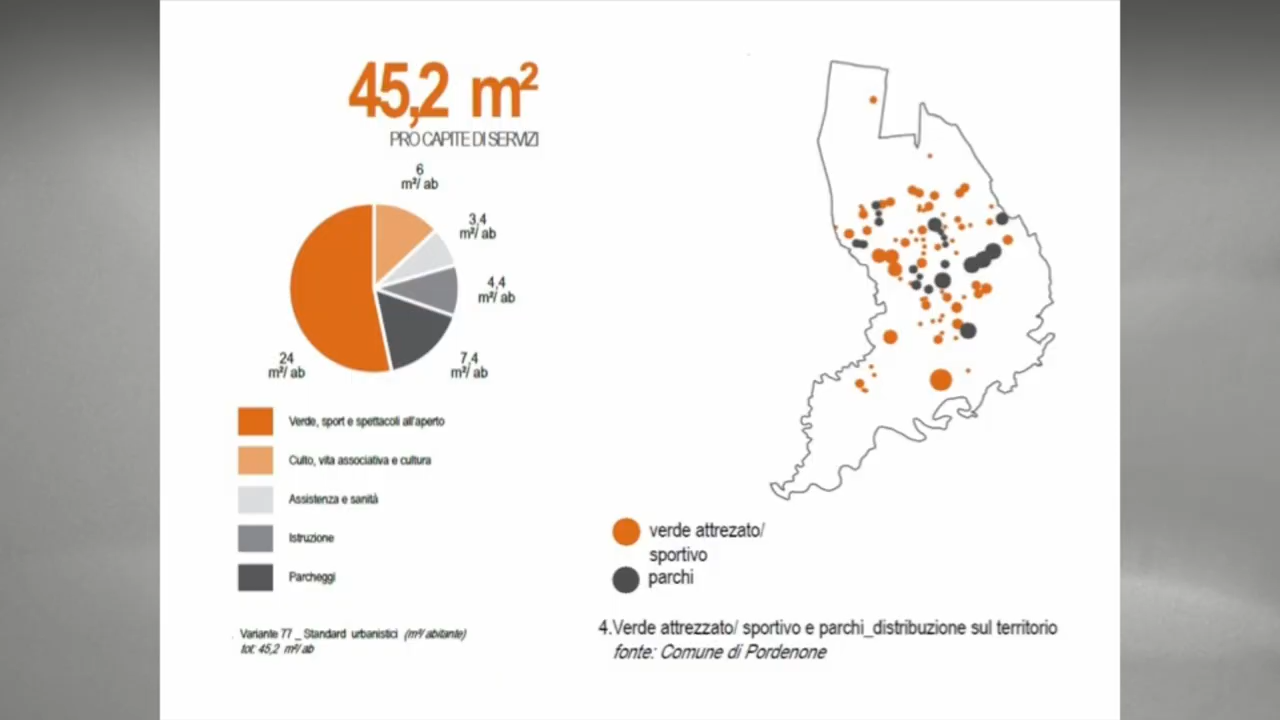 45,2 m²
PRO CAPITE DI SERVIZI
6
m²/ ab
3,4
m²/ ab
4,4
m²/ ab
7,4
m²/ ab
24
m²/ ab
Verde, sport e spettacoli all'aperto
Culto, vita associativa e cultura
Assistenza e sanità
Istruzione
Parcheggi
Variante 77 _ Standard urbanistici (m²/ abitante)
tot: 45,2 m²/ ab
verde attrezato/
sportivo
parchi
4.Verde attrezzato/ sportivo e parchi_distribuzione sul territorio
fonte: Comune di Pordenone